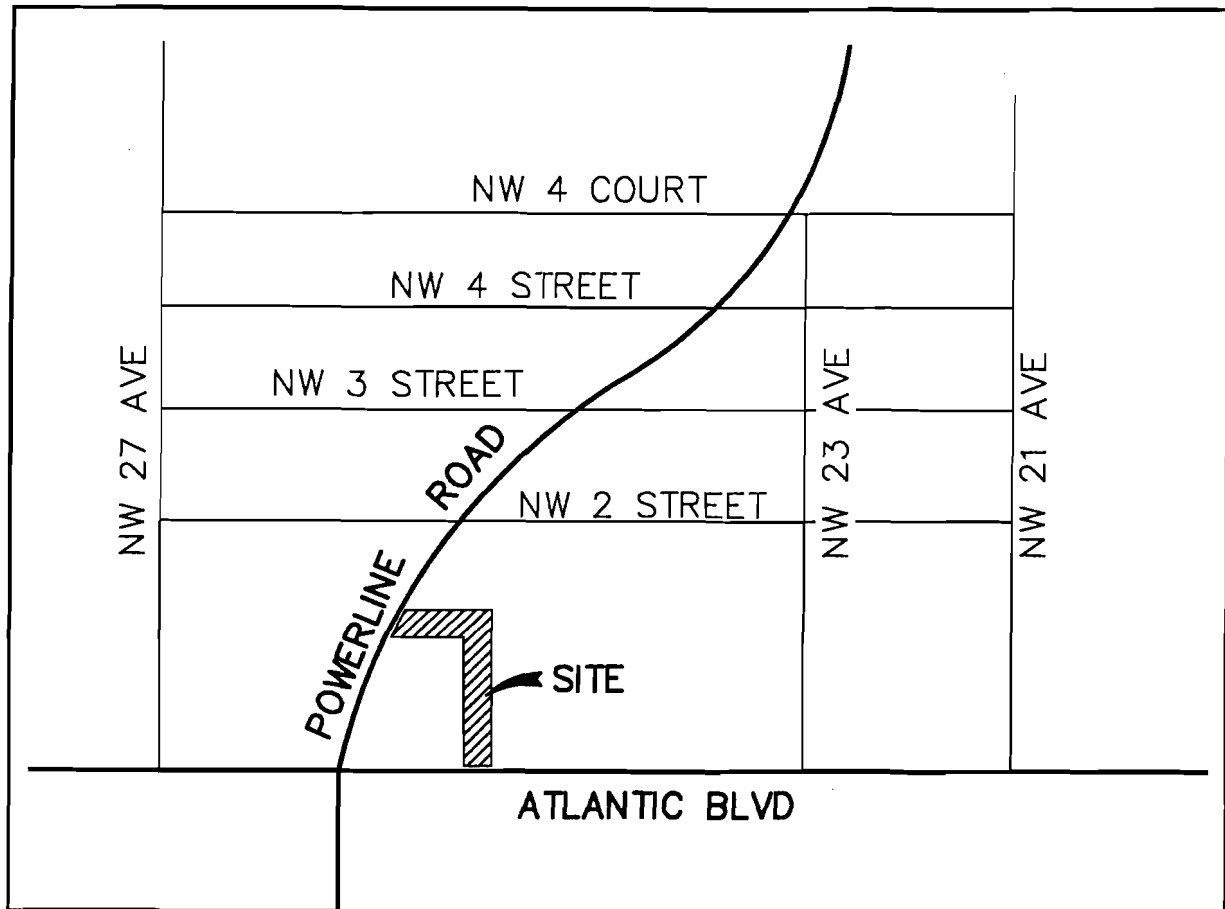 NW 4 COURT
NW 4 STREET
NW 3 STREET
NW 2 STREET
NW 27 AVE
NW 23 AVE
NW 21 AVE
POWERLINE ROAD
SITE
ATLANTIC BLVD